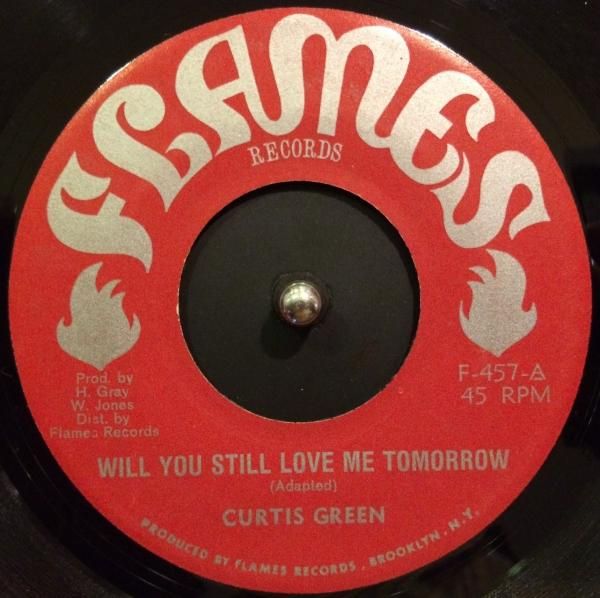 FLAMES
RECORDS
Prod. by
H. Gray
W. Jones
Dist. by
Flames Records
F-457-A
45 RPM
WILL YOU STILL LOVE ME TOMORROW
(Adapted)
CURTIS GREEN
PRODUCED BY FLAMES RECORDS, BROOKLYN, N.Y.